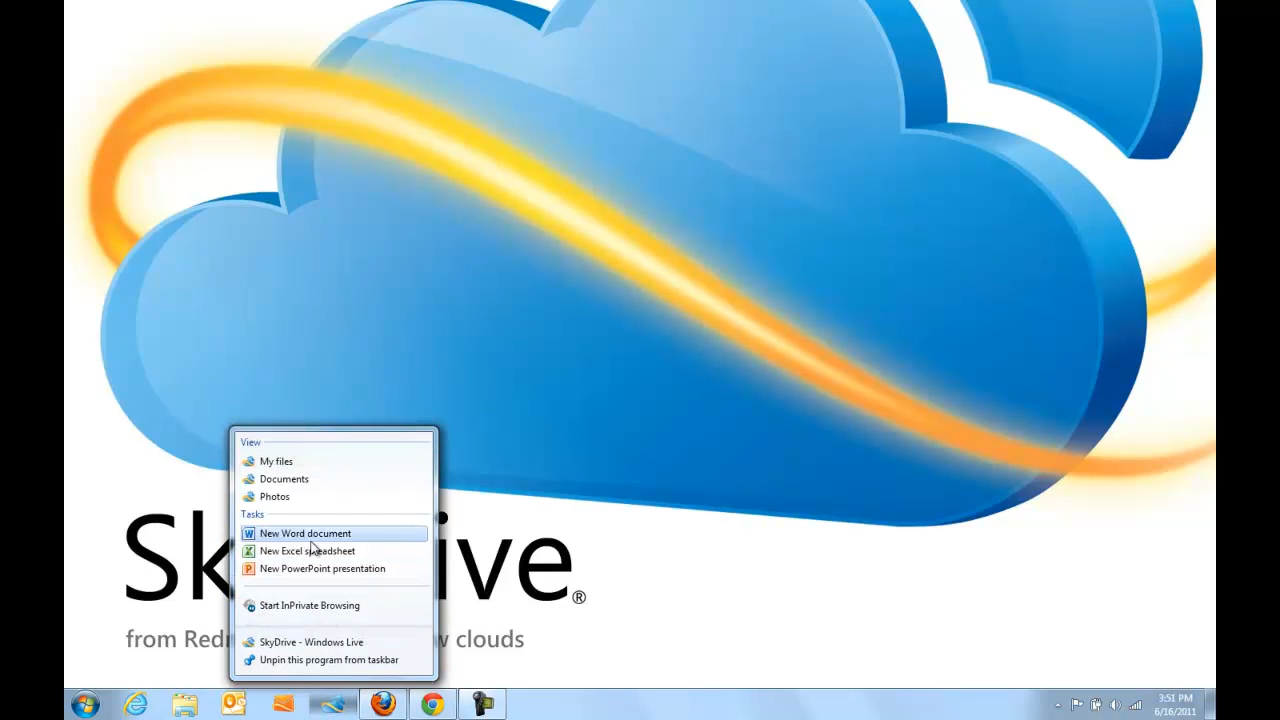 View
My files
Documents
Photos
Tasks
New Word document
New Excel spreadsheet
New PowerPoint presentation
Start InPrivate Browsing
SkyDrive - Windows Live
Unpin this program from taskbar
Sk ive®
from Red clouds
3:51 PM
6/16/2011